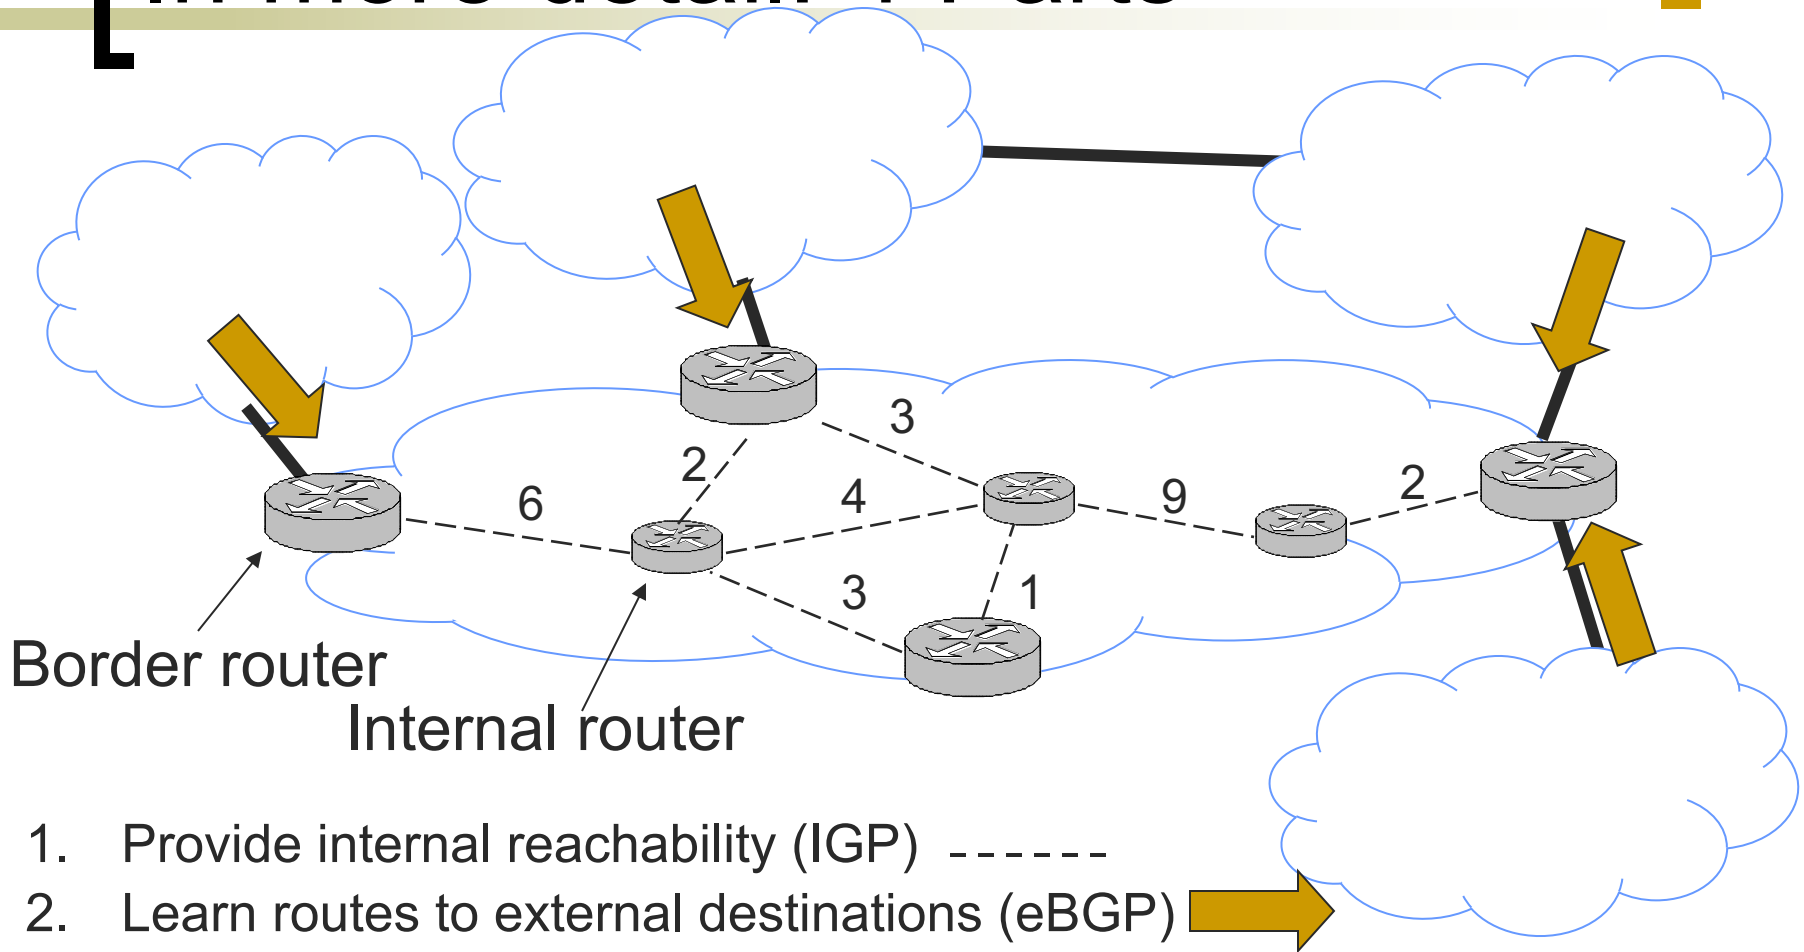 3
2
4
9
2
6
3
1
Border router
Internal router
1. Provide internal reachability (IGP) ------
2. Learn routes to external destinations (eBGP)